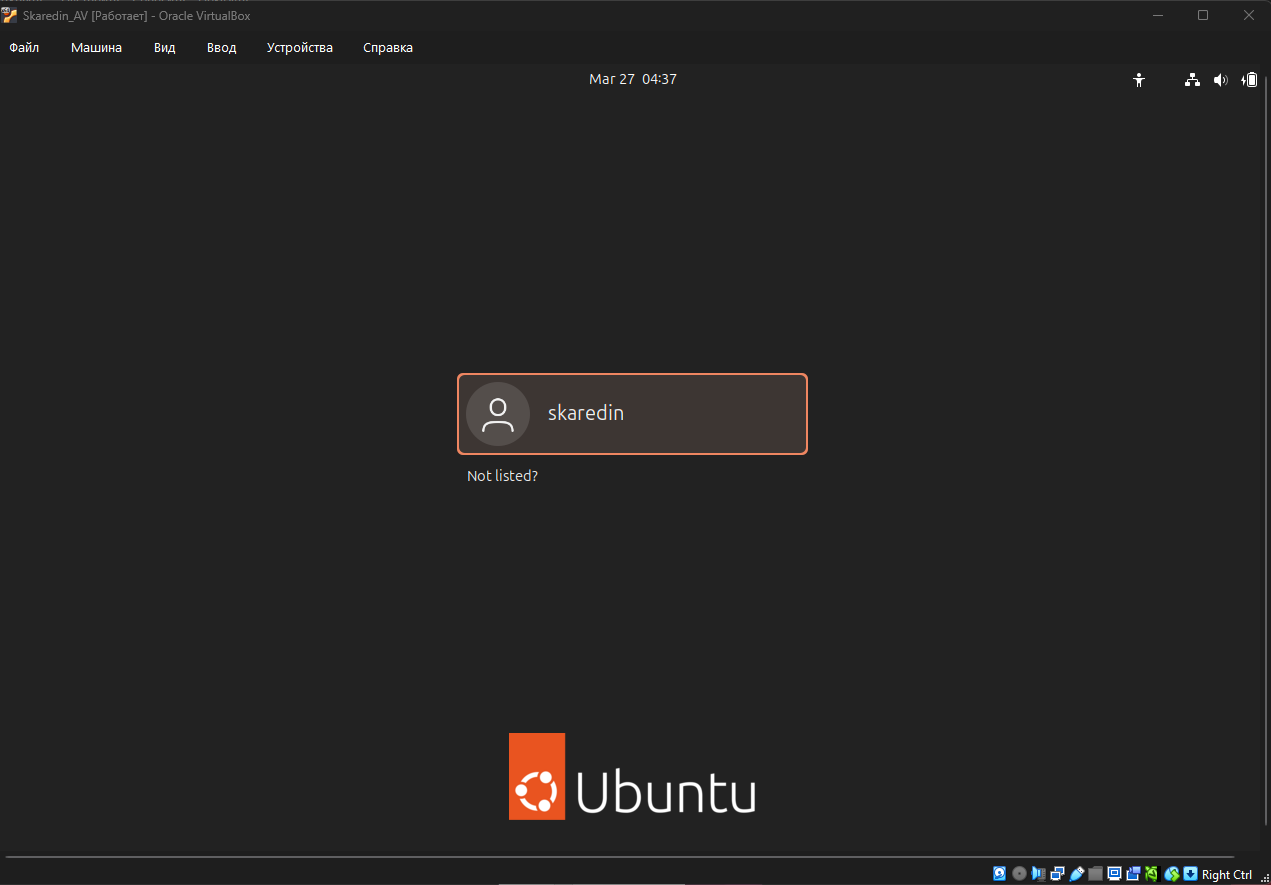 Skaredin_AV [Работает] - Oracle VirtualBox
Файл Машина Вид Ввод Устройства Справка
Mar 27 04:37
skaredin
Not listed?
Ubuntu
Right Ctrl